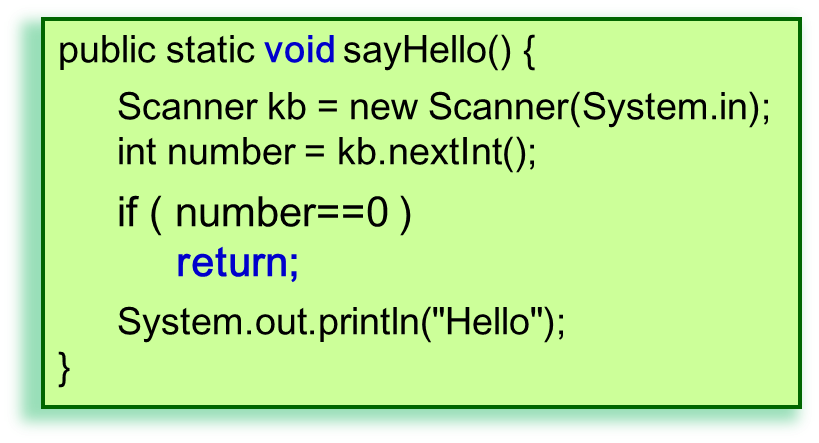 public static void sayHello() {
Scanner kb = new Scanner(System.in);
int number = kb.nextInt();
if ( number==0 )
return;
System.out.println("Hello");
}